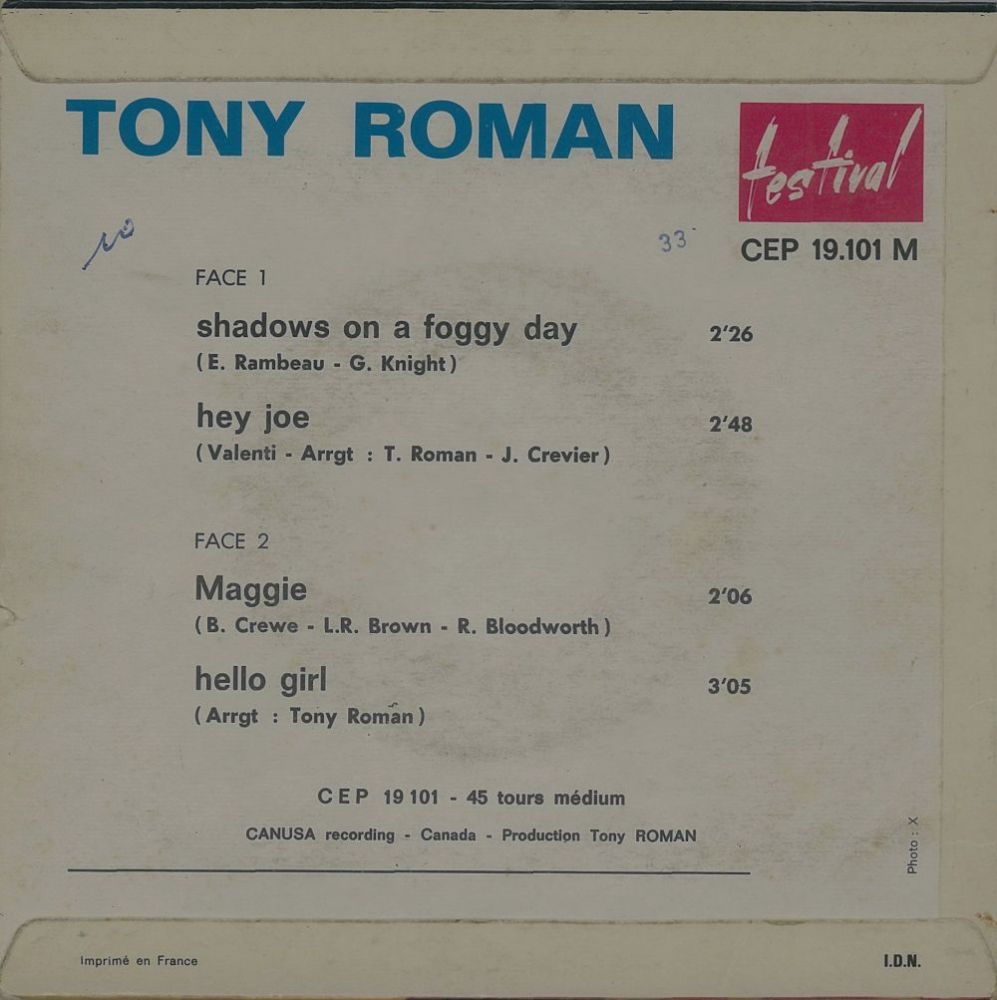 TONY ROMAN
festival
CEP 19.101 M
33
FACE 1
shadows on a foggy day 2'26
(E. Rambeau - G. Knight)
hey joe 2'48
(Valenti - Arrgt : T. Roman - J. Crevier)
FACE 2
Maggie 2'06
(B. Crewe - L.R. Brown - R. Bloodworth)
hello girl 3'05
(Arrgt : Tony Roman)
CEP 19 101 - 45 tours médium
CANUSA recording - Canada - Production Tony ROMAN
Photo : X
Imprimé en France I.D.N.